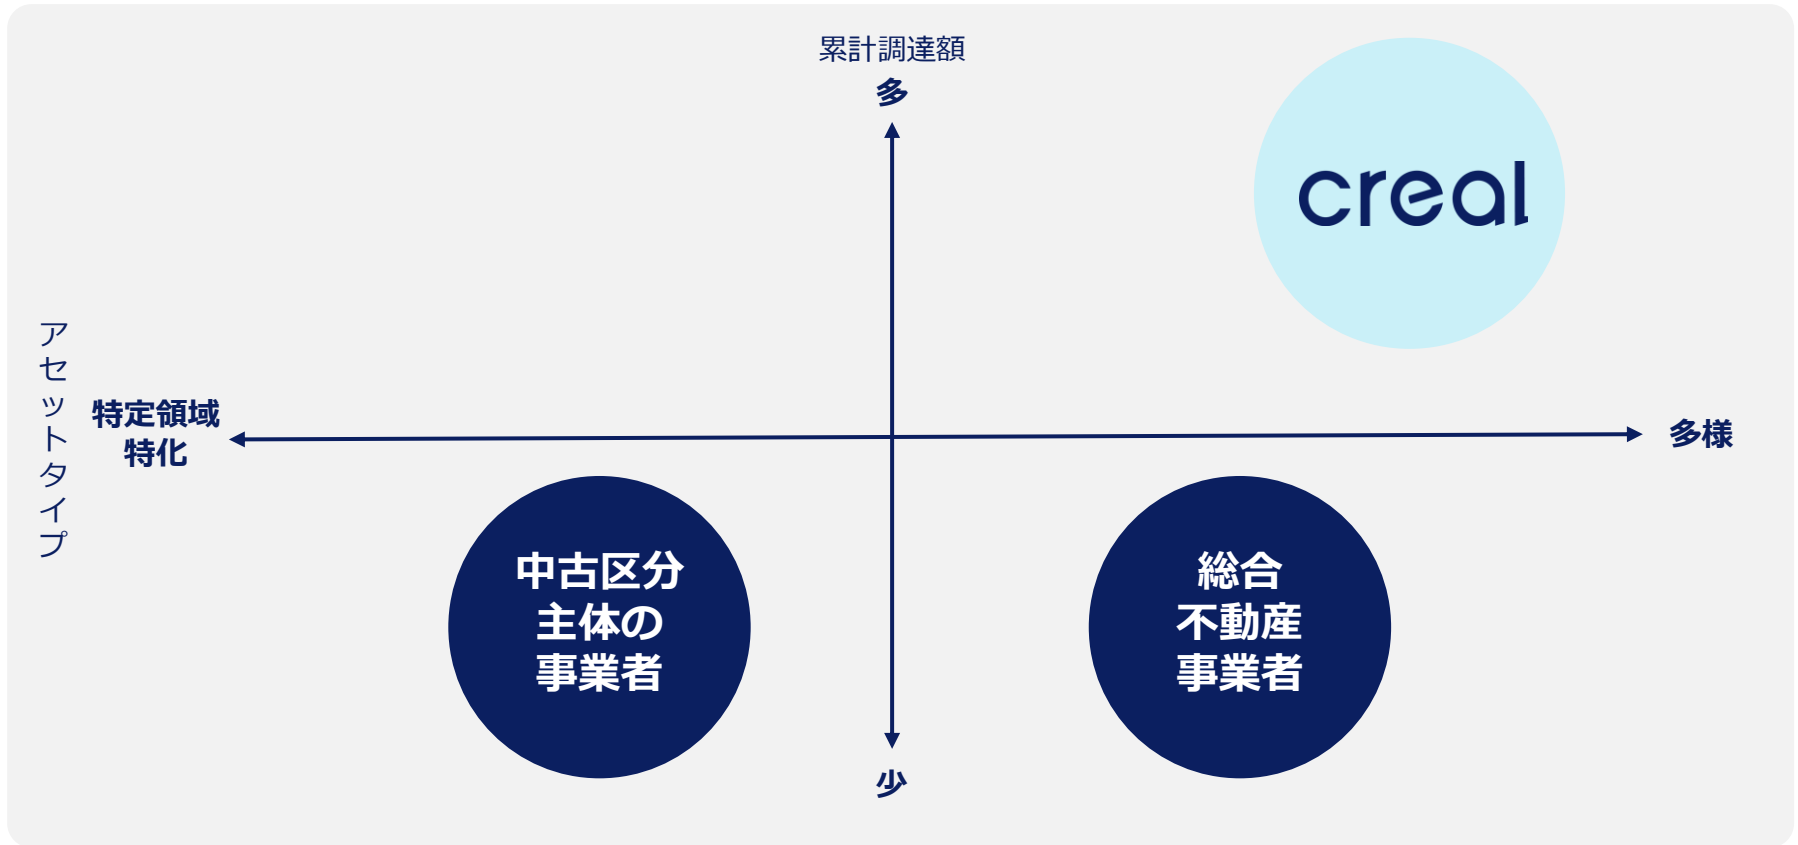 累計調達額
多
creal
アセットタイプ
特定領域
特化
多様
中古区分
主体の
事業者
総合
不動産
事業者
少